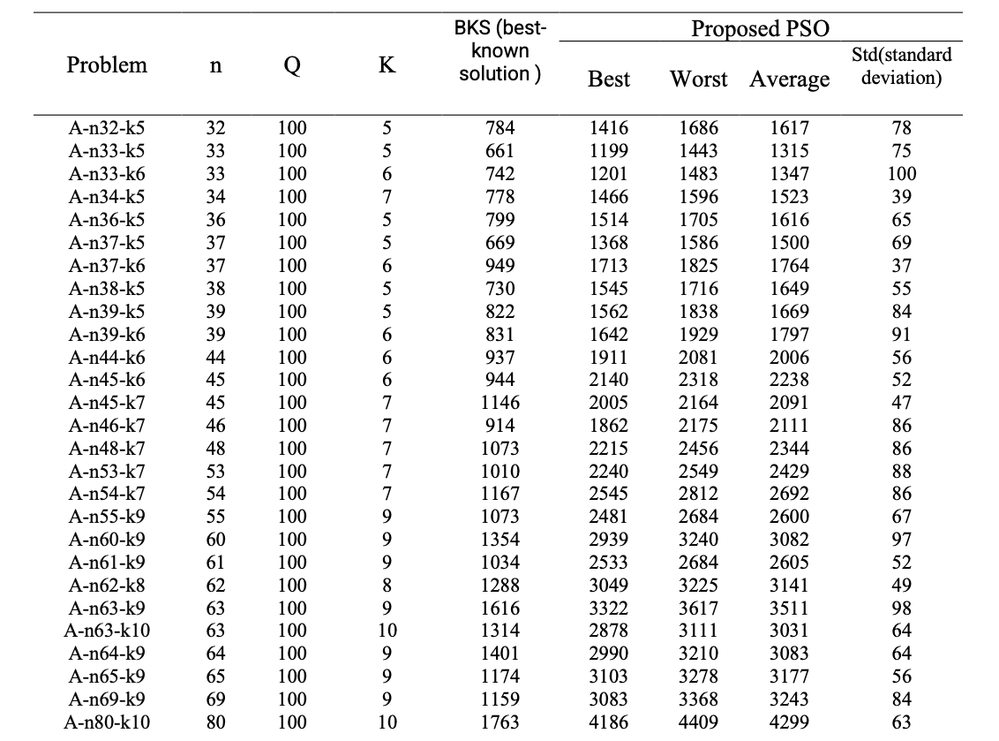 Problem n Q K BKS (best-known solution ) Proposed PSO
Best Worst Average Std(standard deviation)
A-n32-k5 32 100 5 784 1416 1686 1617 78
A-n33-k5 33 100 5 661 1199 1443 1315 75
A-n33-k6 33 100 6 742 1201 1483 1347 100
A-n34-k5 34 100 7 778 1466 1596 1523 39
A-n36-k5 36 100 5 799 1514 1705 1616 65
A-n37-k5 37 100 5 669 1368 1586 1500 69
A-n37-k6 37 100 6 949 1713 1825 1764 37
A-n38-k5 38 100 5 730 1545 1716 1649 55
A-n39-k5 39 100 5 822 1562 1838 1669 84
A-n39-k6 39 100 6 831 1642 1929 1797 91
A-n44-k6 44 100 6 937 1911 2081 2006 56
A-n45-k6 45 100 6 944 2140 2318 2238 52
A-n45-k7 45 100 7 1146 2005 2164 2091 47
A-n46-k7 46 100 7 914 1862 2175 2111 86
A-n48-k7 48 100 7 1073 2215 2456 2344 86
A-n53-k7 53 100 7 1010 2240 2549 2429 88
A-n54-k7 54 100 7 1167 2545 2812 2692 86
A-n55-k9 55 100 9 1073 2481 2684 2600 67
A-n60-k9 60 100 9 1354 2939 3240 3082 97
A-n61-k9 61 100 9 1034 2533 2684 2605 52
A-n62-k8 62 100 8 1288 3049 3225 3141 49
A-n63-k9 63 100 9 1616 3322 3617 3511 98
A-n63-k10 63 100 10 1314 2878 3111 3031 64
A-n64-k9 64 100 9 1401 2990 3210 3083 64
A-n65-k9 65 100 9 1174 3103 3278 3177 56
A-n69-k9 69 100 9 1159 3083 3368 3243 84
A-n80-k10 80 100 10 1763 4186 4409 4299 63